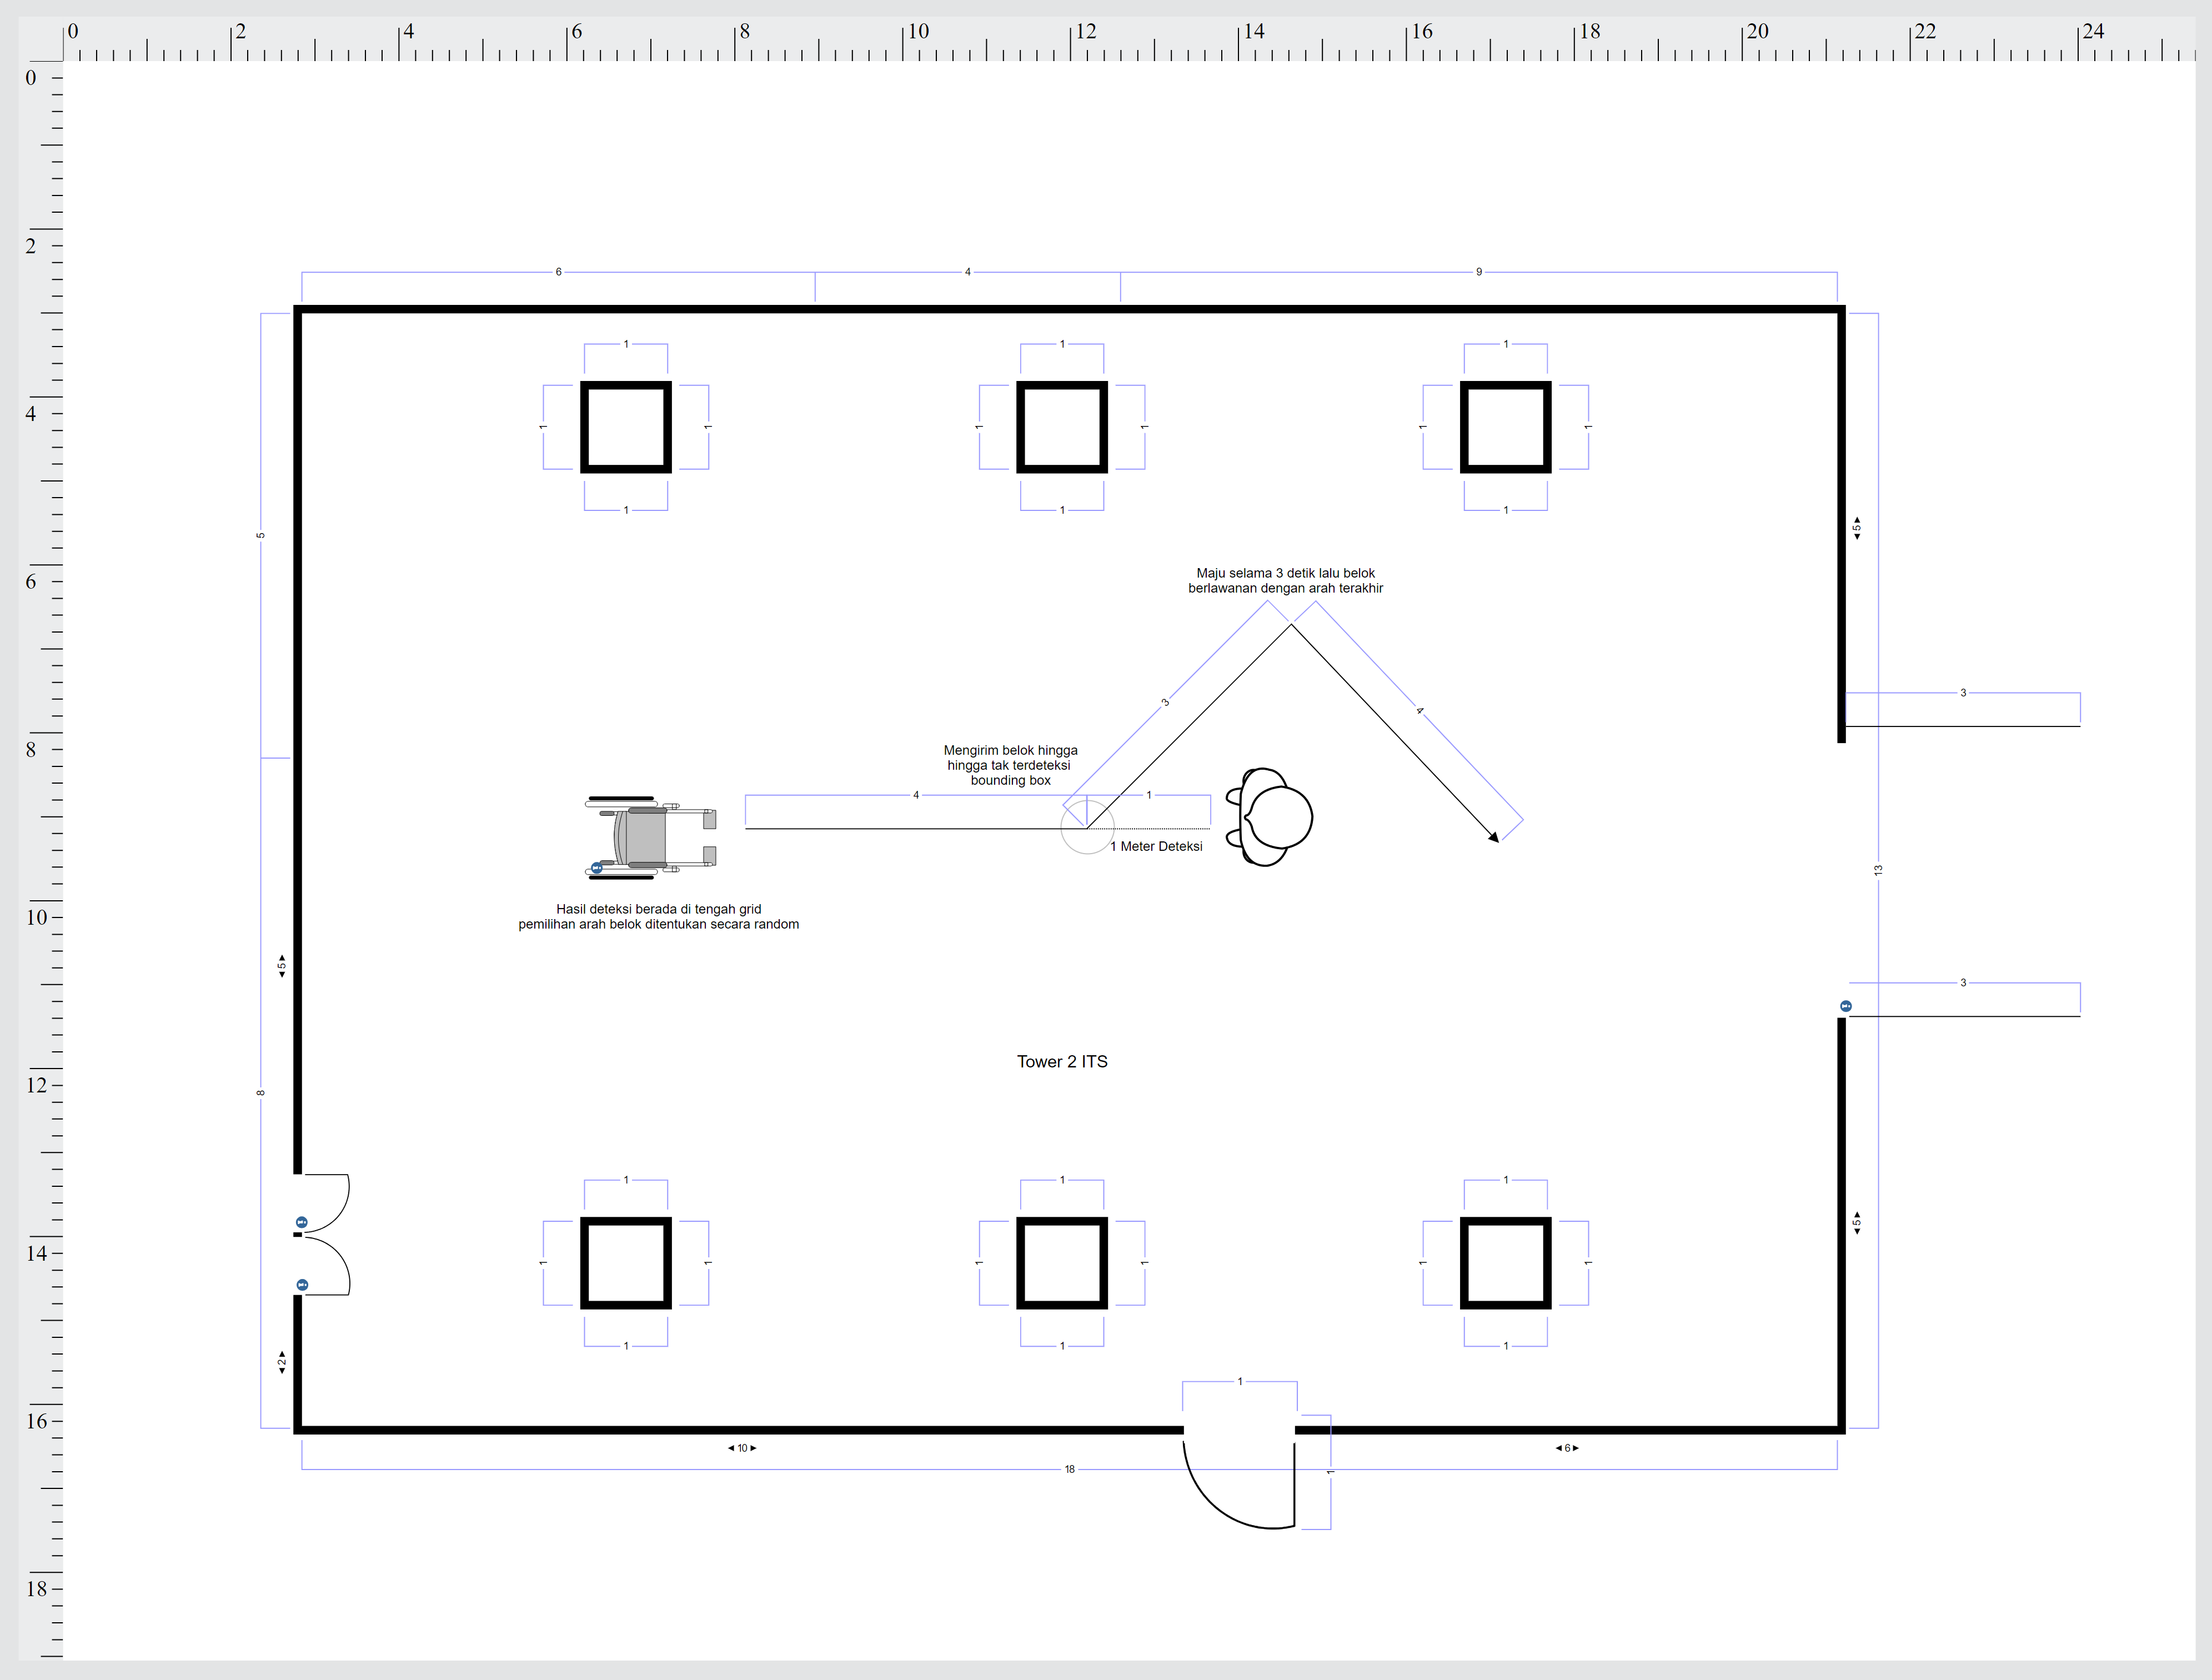 0 2 4 6 8 10 12 14 16 18 20 22 24
0
2
4
6
8
10
12
14
16
18
6 4 9
1 1 1
1 1 1 1 1 1
1 1 1
5
5
Maju selama 3 detik lalu belok
berlawanan dengan arah terakhir
3
4
3
Mengirim belok hingga
hingga tak terdeteksi
bounding box
4 1
1 Meter Deteksi
13
Hasil deteksi berada di tengah grid
pemilihan arah belok ditentukan secara random
5
3
Tower 2 ITS
8
1 1 1
1 1 1 1 1 1
1 1 1
5
2
1
10 6
18
1